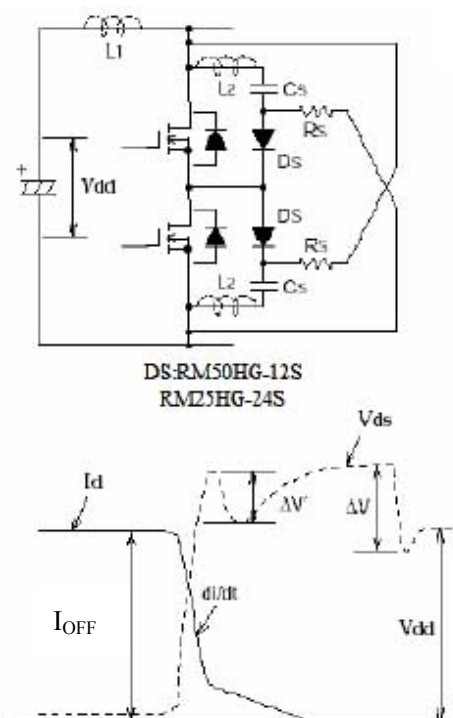 L1
L2
Cs
Rs
+
Vdd
Ds
Ds
Rs
L2
Cs
DS:RM50HG-12S
RM25HG-24S
Vds
Id
ΔV'
ΔV
di/dt
IOFF
Vdd